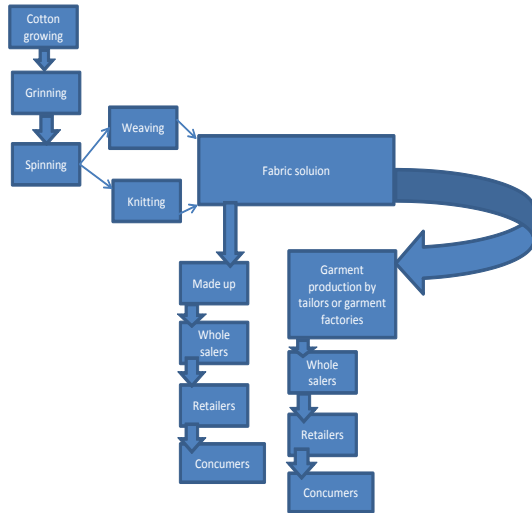 Cotton
growing
Grinning
Spinning
Weaving
Knitting
Fabric soluion
Made up
Whole
salers
Retailers
Concumers
Garment
production by
tailors or garment
factories
Whole
salers
Retailers
Concumers